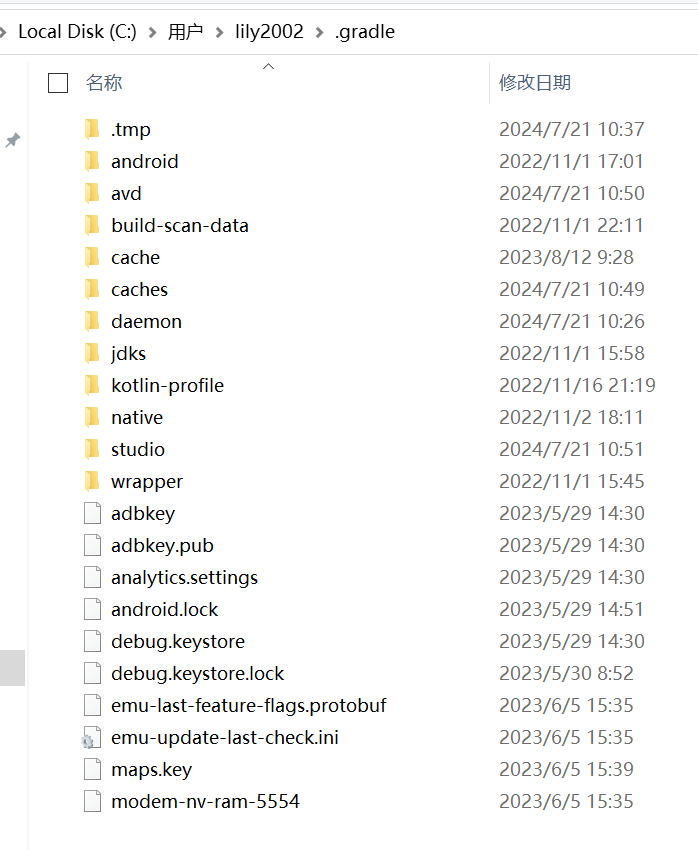 Local Disk (C:) > 用户 > lily2002 > .gradle
名称 修改日期
.tmp 2024/7/21 10:37
android 2022/11/1 17:01
avd 2024/7/21 10:50
build-scan-data 2022/11/1 22:11
cache 2023/8/12 9:28
caches 2024/7/21 10:49
daemon 2024/7/21 10:26
jdks 2022/11/1 15:58
kotlin-profile 2022/11/16 21:19
native 2022/11/2 18:11
studio 2024/7/21 10:51
wrapper 2022/11/1 15:45
adbkey 2023/5/29 14:30
adbkey.pub 2023/5/29 14:30
analytics.settings 2023/5/29 14:30
android.lock 2023/5/29 14:51
debug.keystore 2023/5/29 14:30
debug.keystore.lock 2023/5/30 8:52
emu-last-feature-flags.protobuf 2023/6/5 15:35
emu-update-last-check.ini 2023/6/5 15:35
maps.key 2023/6/5 15:39
modem-nv-ram-5554 2023/6/5 15:35